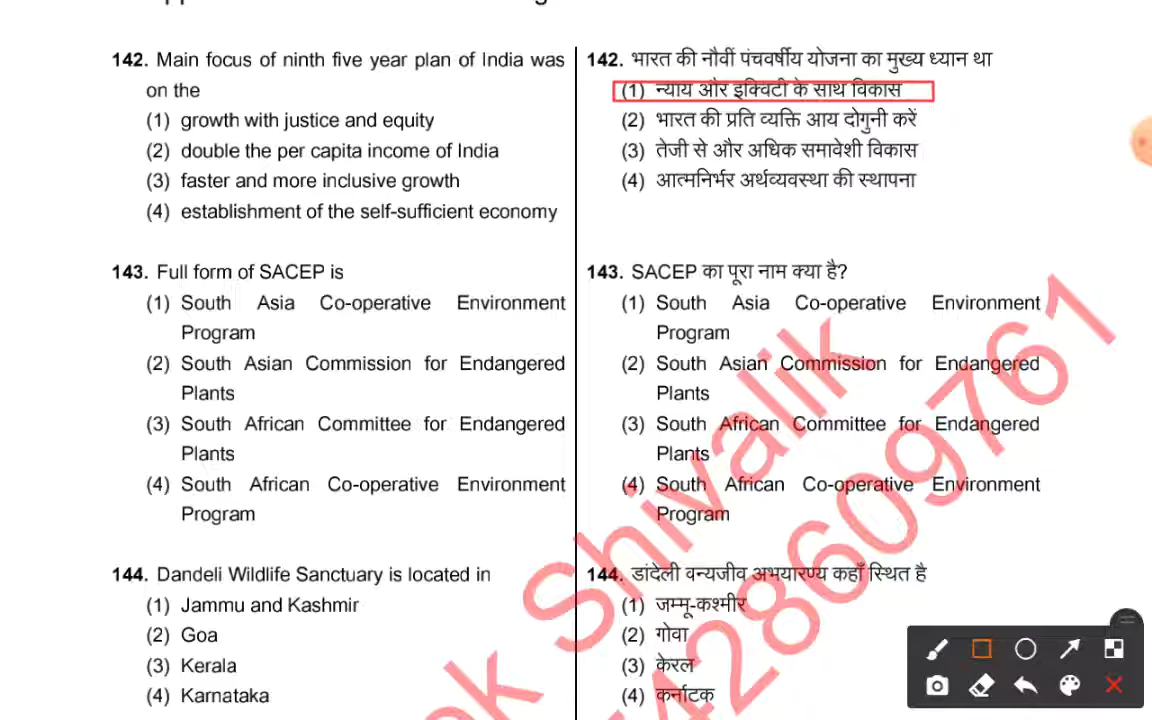 142. Main focus of ninth five year plan of India was
on the
(1) growth with justice and equity
(2) double the per capita income of India
(3) faster and more inclusive growth
(4) establishment of the self-sufficient economy
143. Full form of SACEP is
(1) South Asia Co-operative Environment
Program
(2) South Asian Commission for Endangered
Plants
(3) South African Committee for Endangered
Plants
(4) South African Co-operative Environment
Program
144. Dandeli Wildlife Sanctuary is located in
(1) Jammu and Kashmir
(2) Goa
(3) Kerala
(4) Karnataka
142. भारत की नौवीं पंचवर्षीय योजना का मुख्य ध्यान था
(1) न्याय और इक्विटी के साथ विकास
(2) भारत की प्रति व्यक्ति आय दोगुनी करें
(3) तेजी से और अधिक समावेशी विकास
(4) आत्मनिर्भर अर्थव्यवस्था की स्थापना
143. SACEP का पूरा नाम क्या है?
(1) South Asia Co-operative Environment
Program
(2) South Asian Commission for Endangered
Plants
(3) South African Committee for Endangered
Plants
(4) South African Co-operative Environment
Program
144. डांदेली वन्यजीव अभयारण्य कहाँ स्थित है
(1) जम्मू-कश्मीर
(2) गोवा
(3) केरल
(4) कर्नाटक
Shivalik
428609761